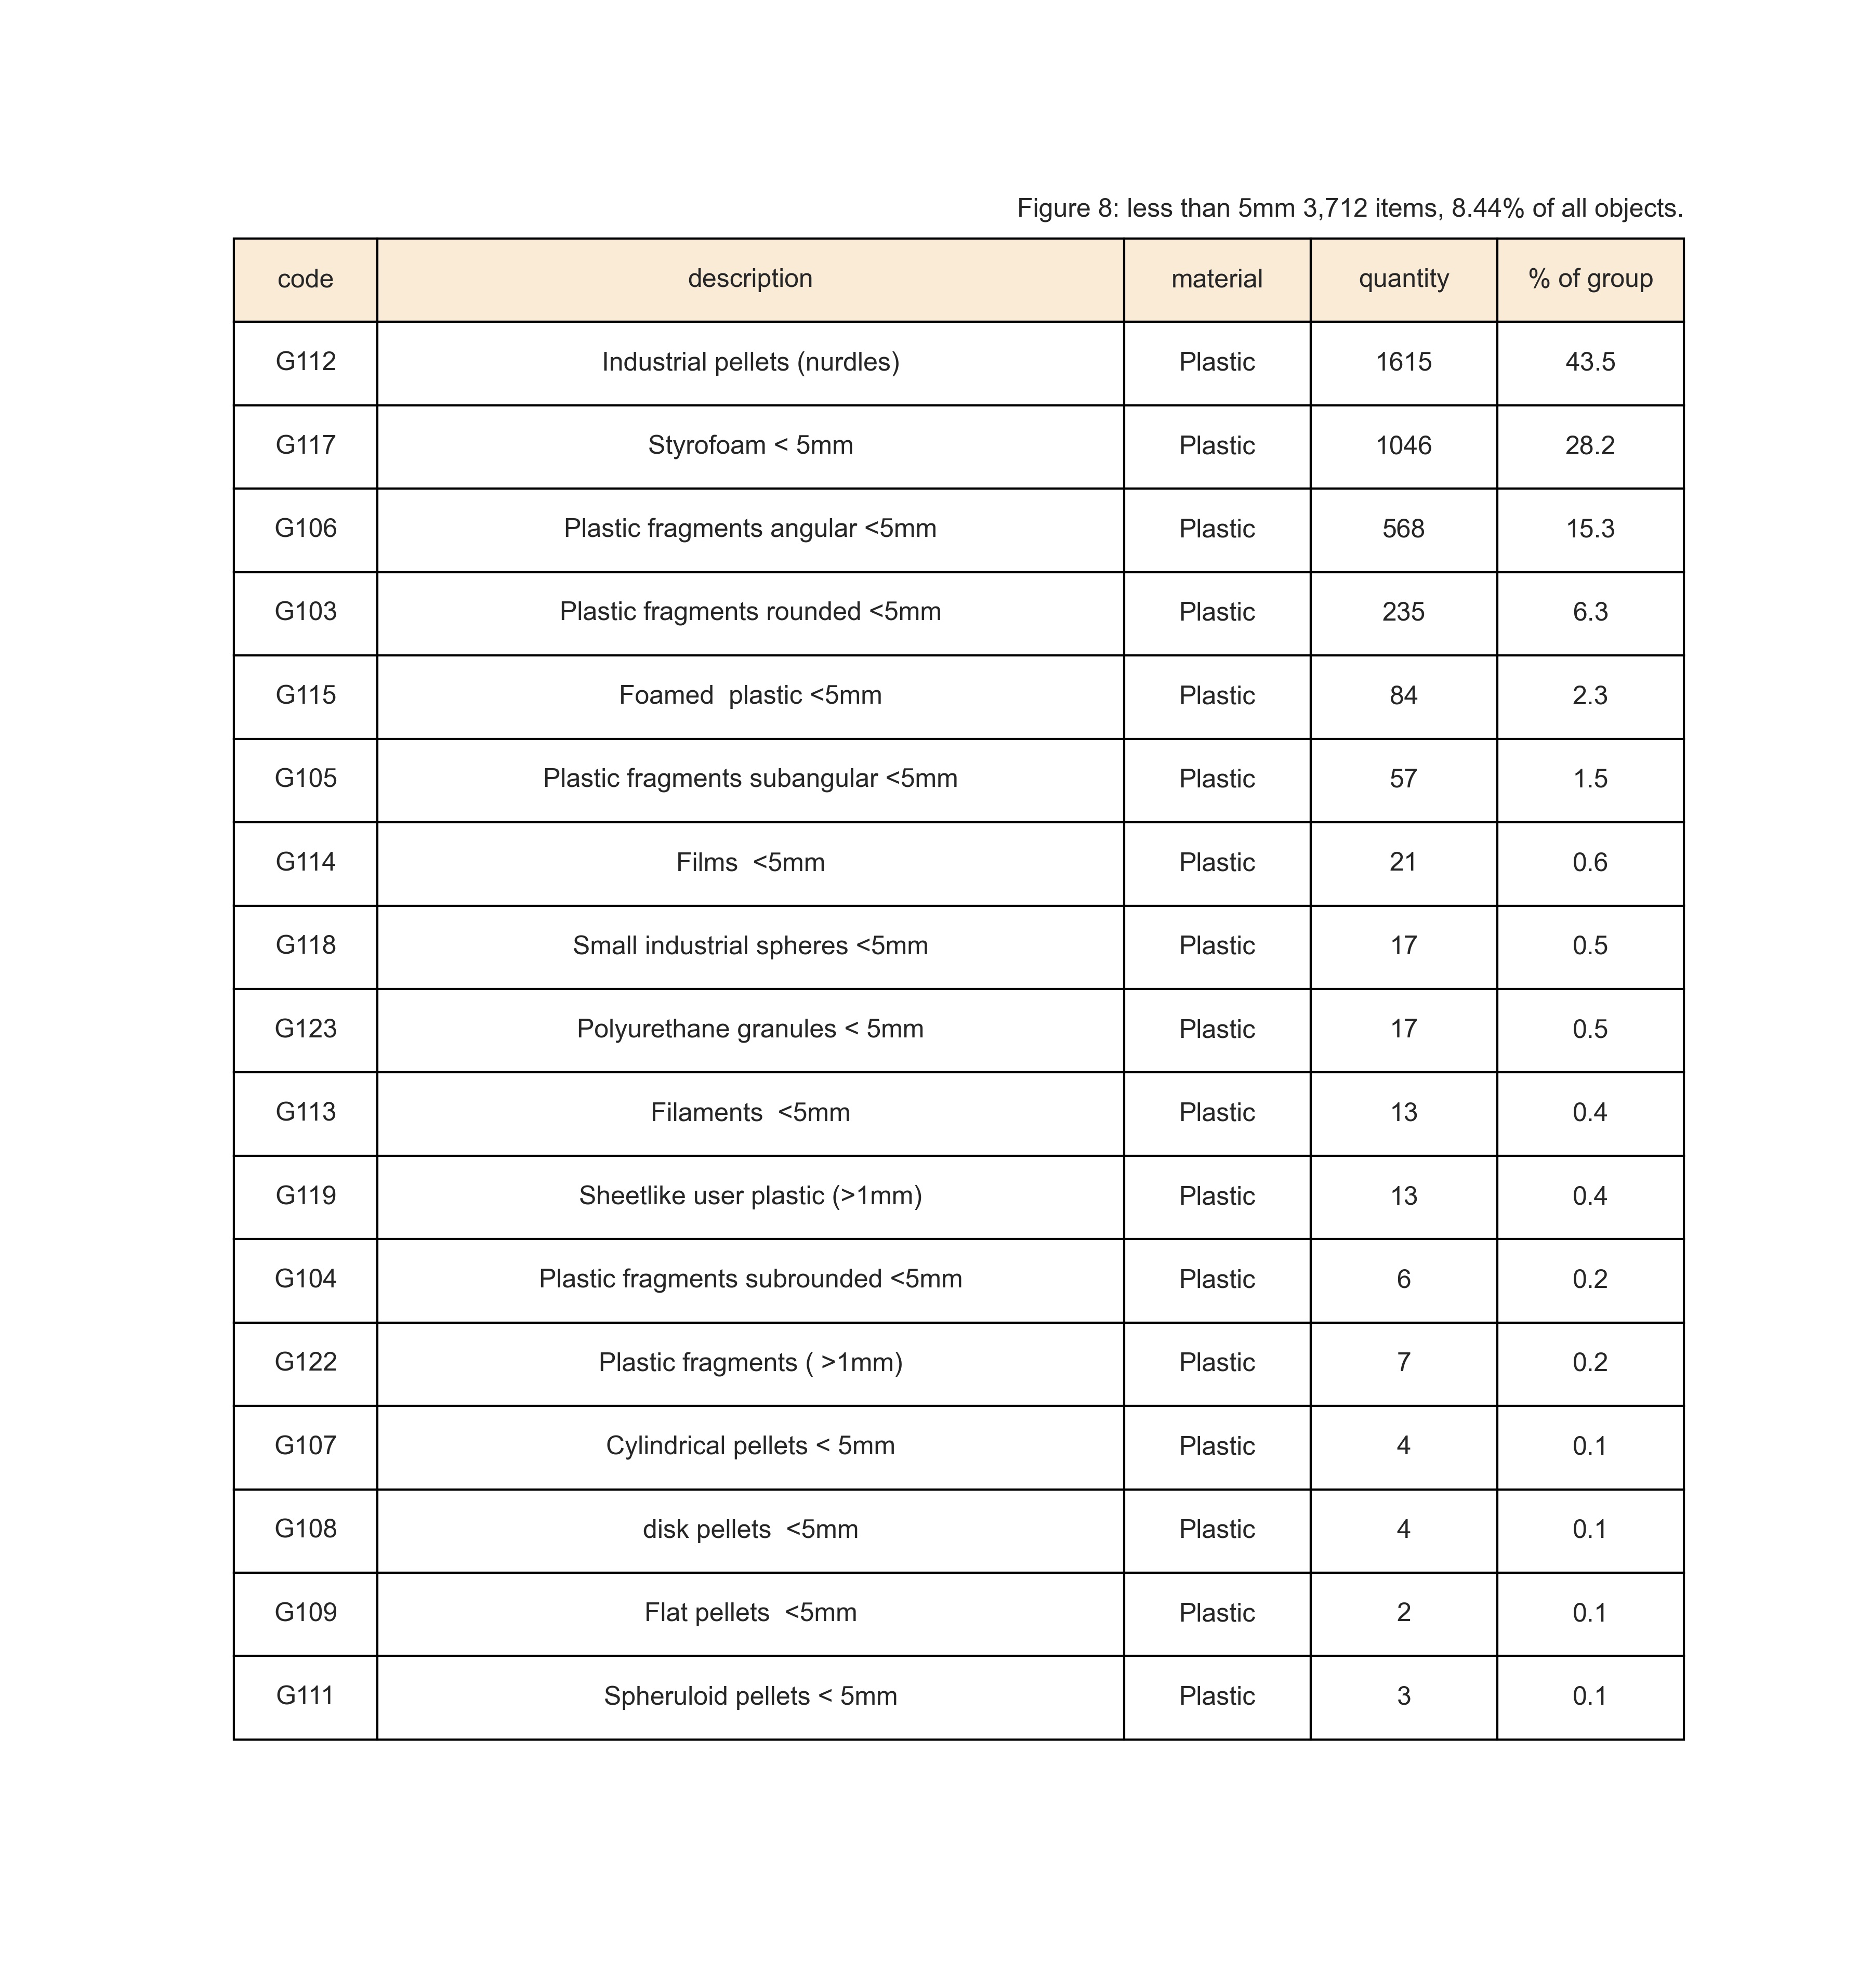 Figure 8: less than 5mm 3,712 items, 8.44% of all objects.
code description material quantity % of group
G112 Industrial pellets (nurdles) Plastic 1615 43.5
G117 Styrofoam < 5mm Plastic 1046 28.2
G106 Plastic fragments angular <5mm Plastic 568 15.3
G103 Plastic fragments rounded <5mm Plastic 235 6.3
G115 Foamed  plastic <5mm Plastic 84 2.3
G105 Plastic fragments subangular <5mm Plastic 57 1.5
G114 Films  <5mm Plastic 21 0.6
G118 Small industrial spheres <5mm Plastic 17 0.5
G123 Polyurethane granules < 5mm Plastic 17 0.5
G113 Filaments  <5mm Plastic 13 0.4
G119 Sheetlike user plastic (>1mm) Plastic 13 0.4
G104 Plastic fragments subrounded <5mm Plastic 6 0.2
G122 Plastic fragments ( >1mm) Plastic 7 0.2
G107 Cylindrical pellets < 5mm Plastic 4 0.1
G108 disk pellets  <5mm Plastic 4 0.1
G109 Flat pellets  <5mm Plastic 2 0.1
G111 Spheruloid pellets < 5mm Plastic 3 0.1